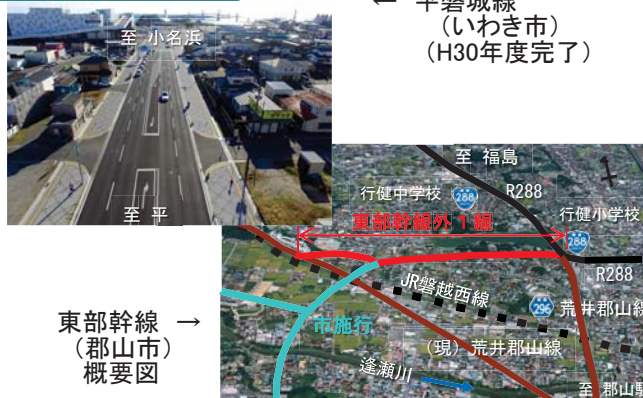 ← 平磐城線
(いわき市)
(H30年度完了)
至 小名浜
至 平
至 福島
行健中学校
288
R288
行健小学校
東部幹線外1線
288
R288
JR磐越西線
296
荒井郡山線
市施行
(現)荒井郡山線
逢瀬川
至 郡山駅
東部幹線 →
(郡山市)
概要図